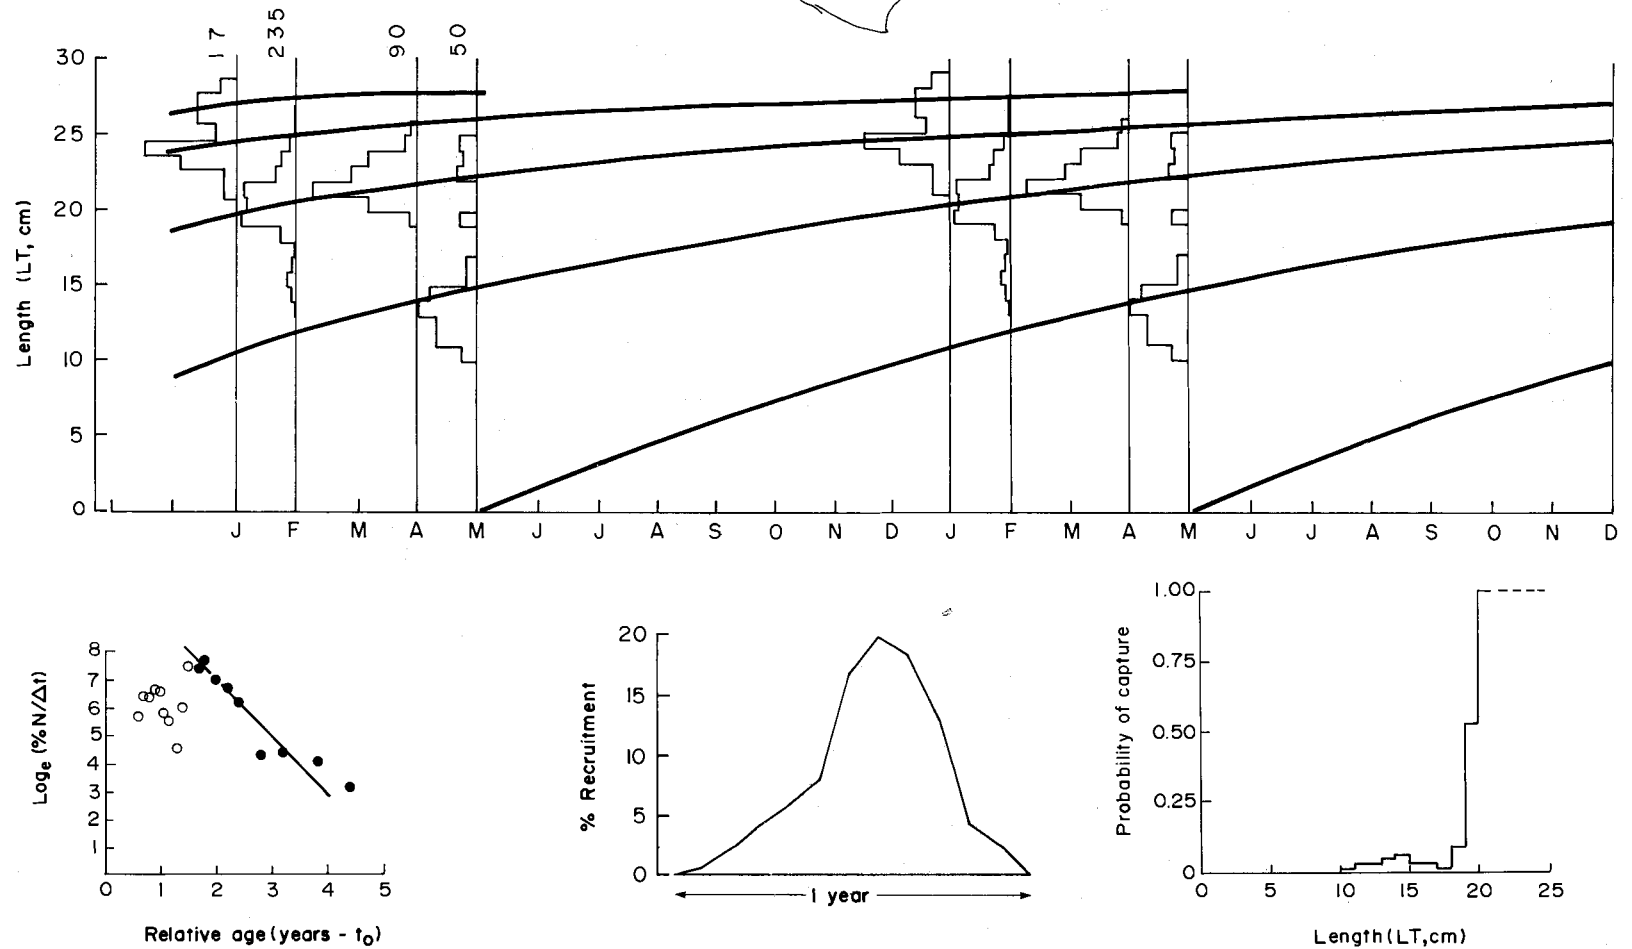 17 235 90 50
30
25
20
15
10
5
0
Length (LT, cm)
J F M A M J J A S O N D J F M A M J J A S O N D
8
7
6
5
4
3
2
1
0 1 2 3 4 5
Logₑ (%N/Δt)
Relative age (years - t₀)
20
15
10
5
0
% Recruitment
1 year
1.00
0.75
0.50
0.25
0
Probability of capture
0 5 10 15 20 25
Length (LT, cm)